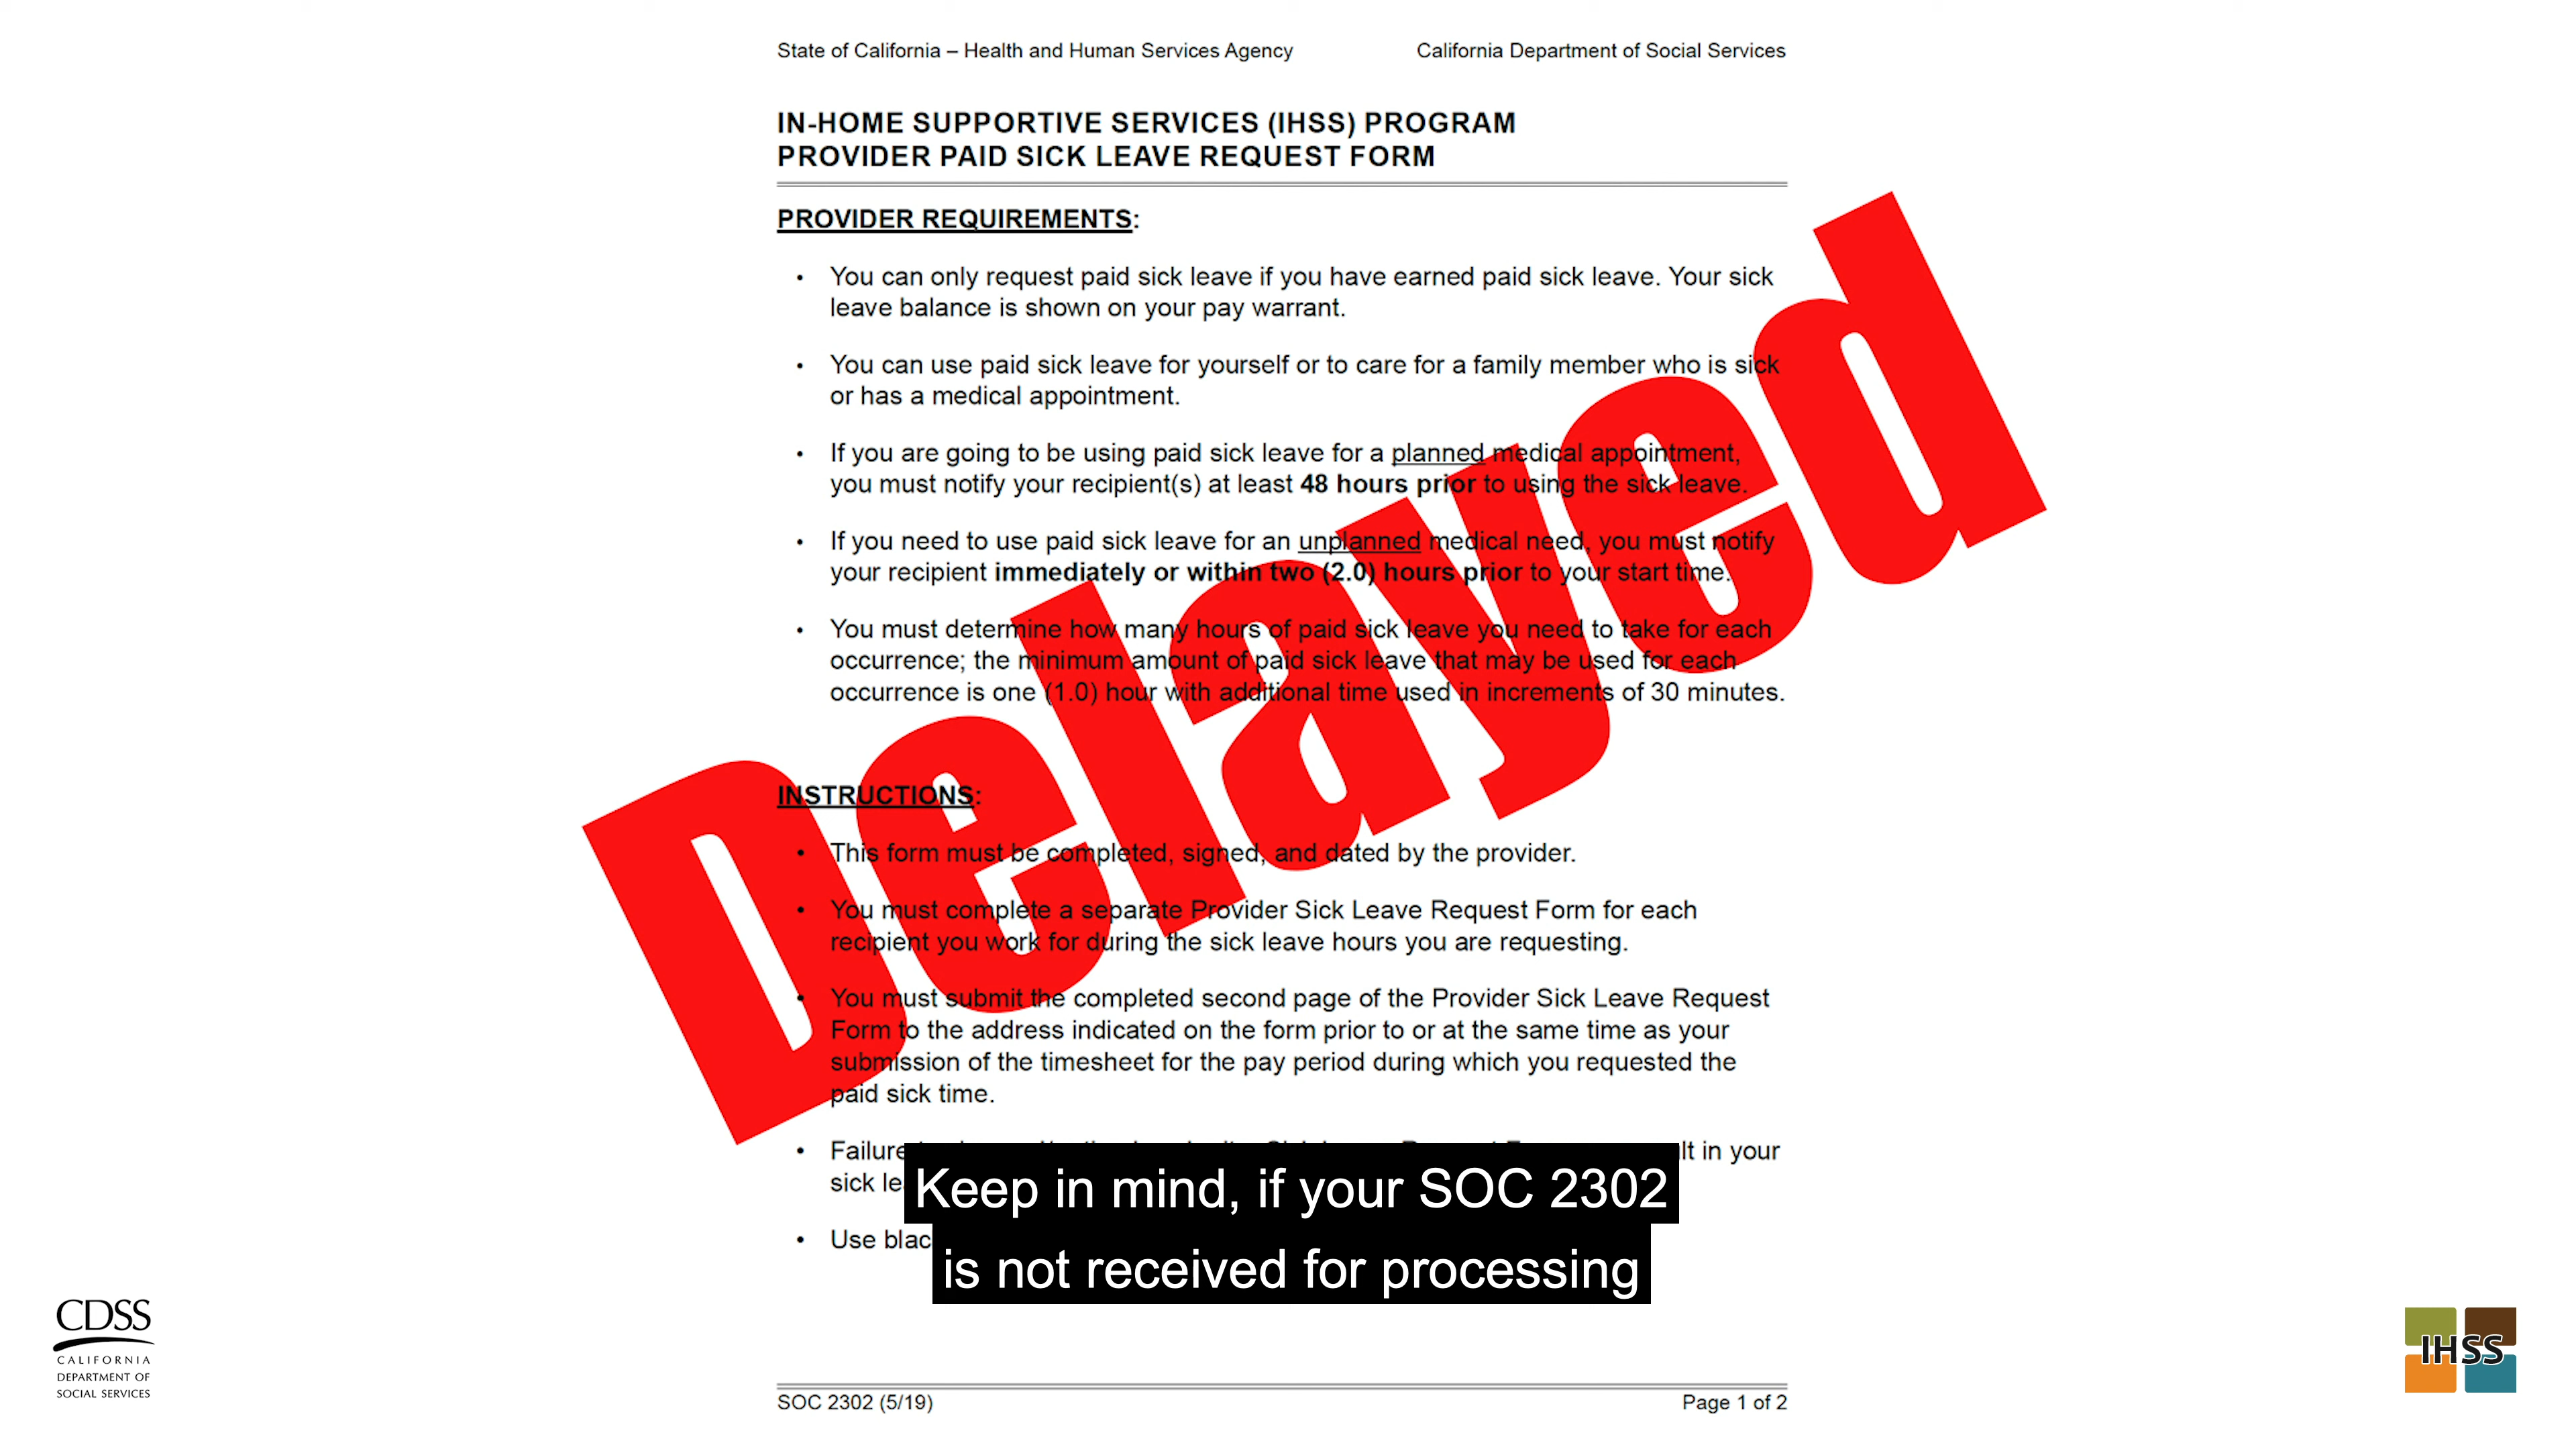 State of California – Health and Human Services Agency California Department of Social Services
IN-HOME SUPPORTIVE SERVICES (IHSS) PROGRAM
PROVIDER PAID SICK LEAVE REQUEST FORM
PROVIDER REQUIREMENTS:
• You can only request paid sick leave if you have earned paid sick leave. Your sick
leave balance is shown on your pay warrant.
• You can use paid sick leave for yourself or to care for a family member who is sick
or has a medical appointment.
• If you are going to be using paid sick leave for a planned medical appointment,
you must notify your recipient(s) at least 48 hours prior to using the sick leave.
• If you need to use paid sick leave for an unplanned medical need, you must notify
your recipient immediately or within two (2.0) hours prior to your start time.
• You must determine how many hours of paid sick leave you need to take for each
occurrence; the minimum amount of paid sick leave that may be used for each
occurrence is one (1.0) hour with additional time used in increments of 30 minutes.
Delayed
INSTRUCTIONS:
• This form must be completed, signed, and dated by the provider.
• You must complete a separate Provider Sick Leave Request Form for each
recipient you work for during the sick leave hours you are requesting.
• You must submit the completed second page of the Provider Sick Leave Request
Form to the address indicated on the form prior to or at the same time as your
submission of the timesheet for the pay period during which you requested the
paid sick time.
• Failure in your
sick
• Use
Keep in mind, if your SOC 2302
is not received for processing
CDSS
CALIFORNIA
DEPARTMENT OF
SOCIAL SERVICES
IHSS
SOC 2302 (5/19) Page 1 of 2